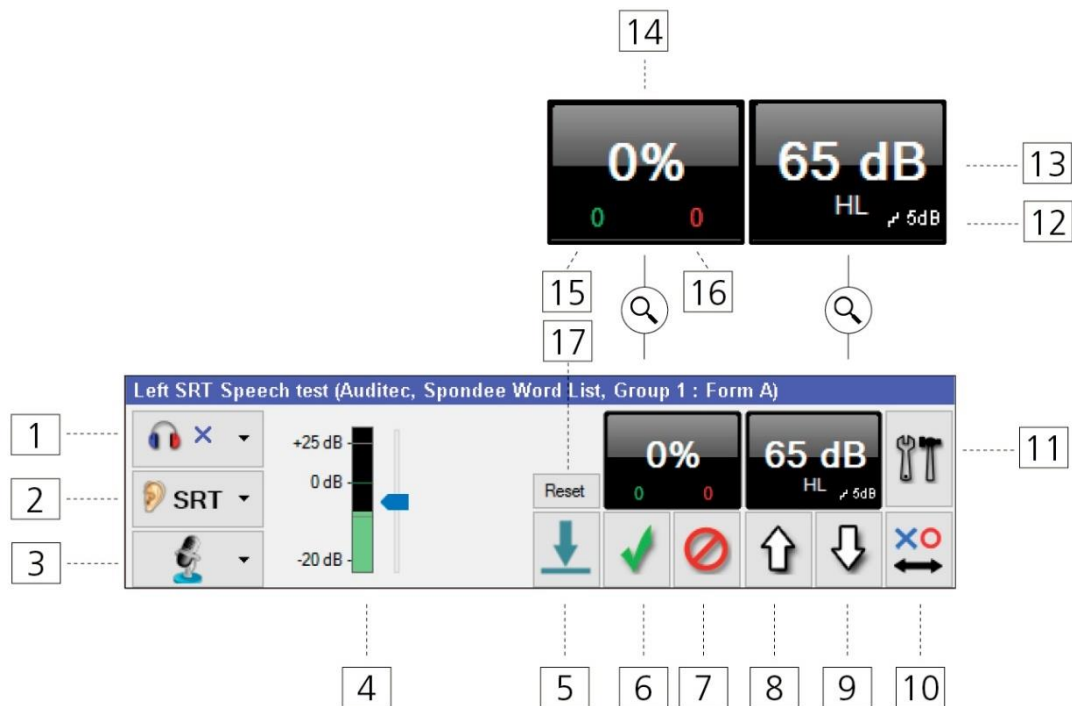 14
0%
0 0
65 dB
HL
5dB
13
12
15
16
17
Left SRT Speech test (Auditec, Spondee Word List, Group 1 : Form A)
1
2
3
SRT
+25 dB
0 dB
-20 dB
Reset
0%
0 0
65 dB
HL
5dB
11
4
5
6
7
8
9
10